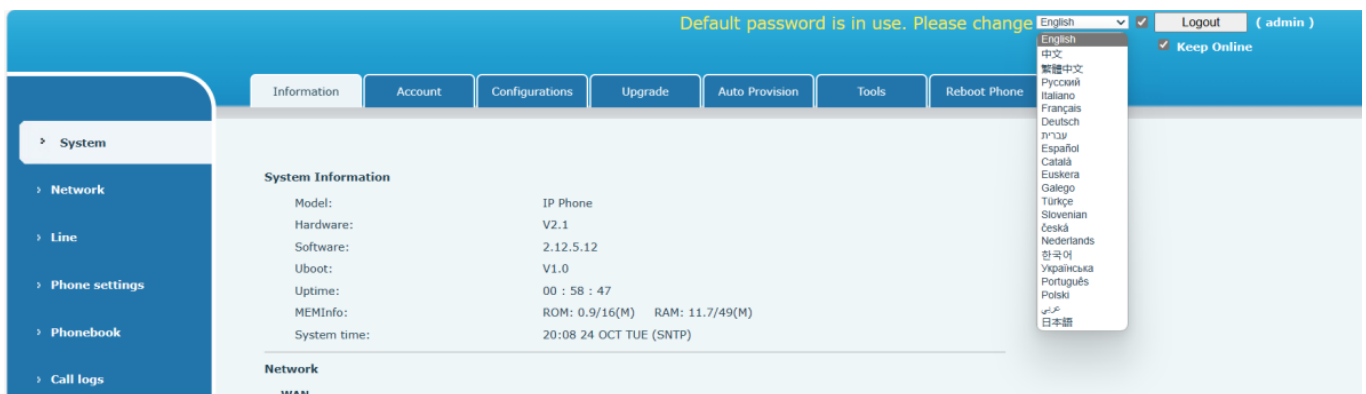 Default password is in use. Please change English Logout ( admin )
Keep Online
English
中文
繁體中文
Русский
Italiano
Français
Deutsch
עברית
Español
Català
Euskera
Galego
Türkçe
Slovenian
česká
Nederlands
한국어
Українська
Português
Polski
عربي
日本語
Information Account Configurations Upgrade Auto Provision Tools Reboot Phone
System
Network
Line
Phone settings
Phonebook
Call logs
System Information
Model: IP Phone
Hardware: V2.1
Software: 2.12.5.12
Uboot: V1.0
Uptime: 00 : 58 : 47
MEMInfo: ROM: 0.9/16(M) RAM: 11.7/49(M)
System time: 20:08 24 OCT TUE (SNTP)
Network
WAN